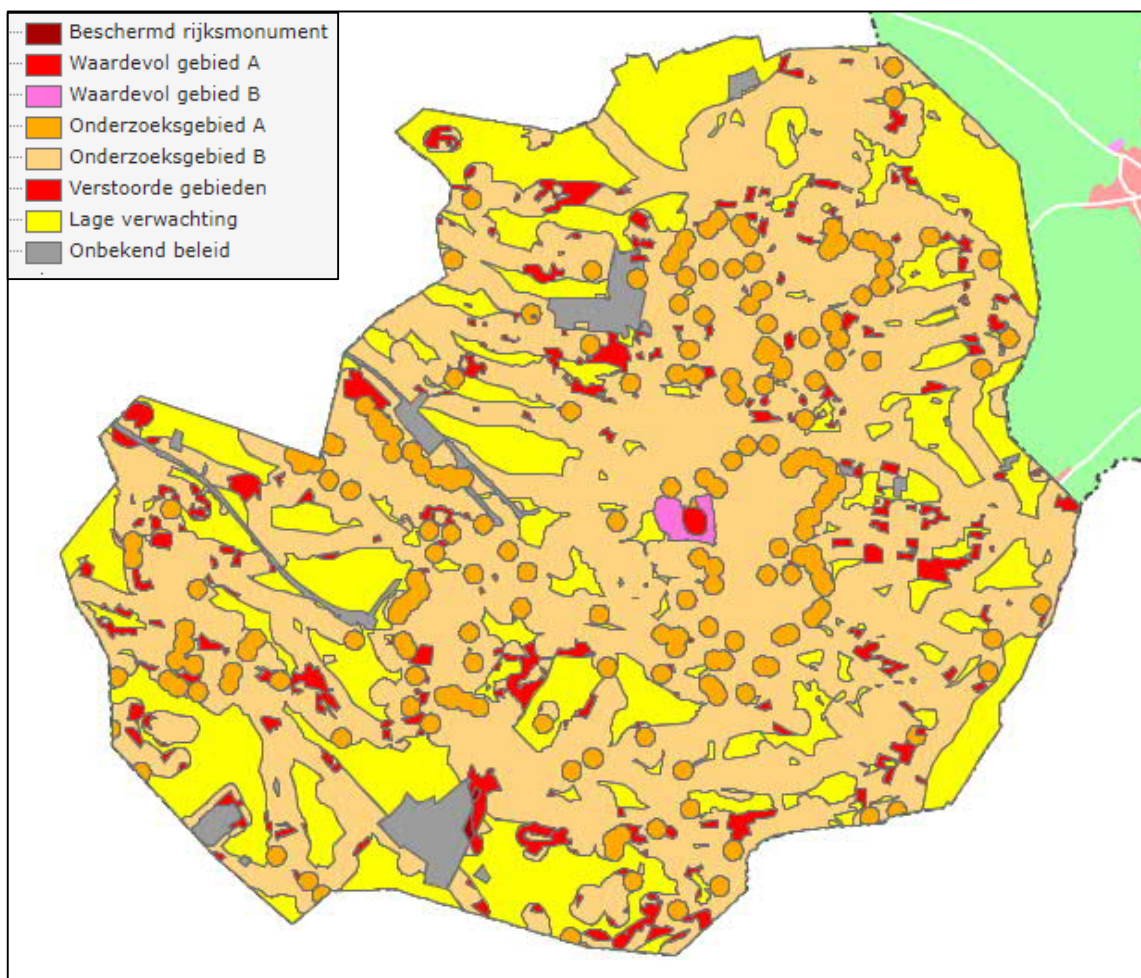 Beschermd rijksmonument
Waardevol gebied A
Waardevol gebied B
Onderzoeksgebied A
Onderzoeksgebied B
Verstoorde gebieden
Lage verwachting
Onbekend beleid